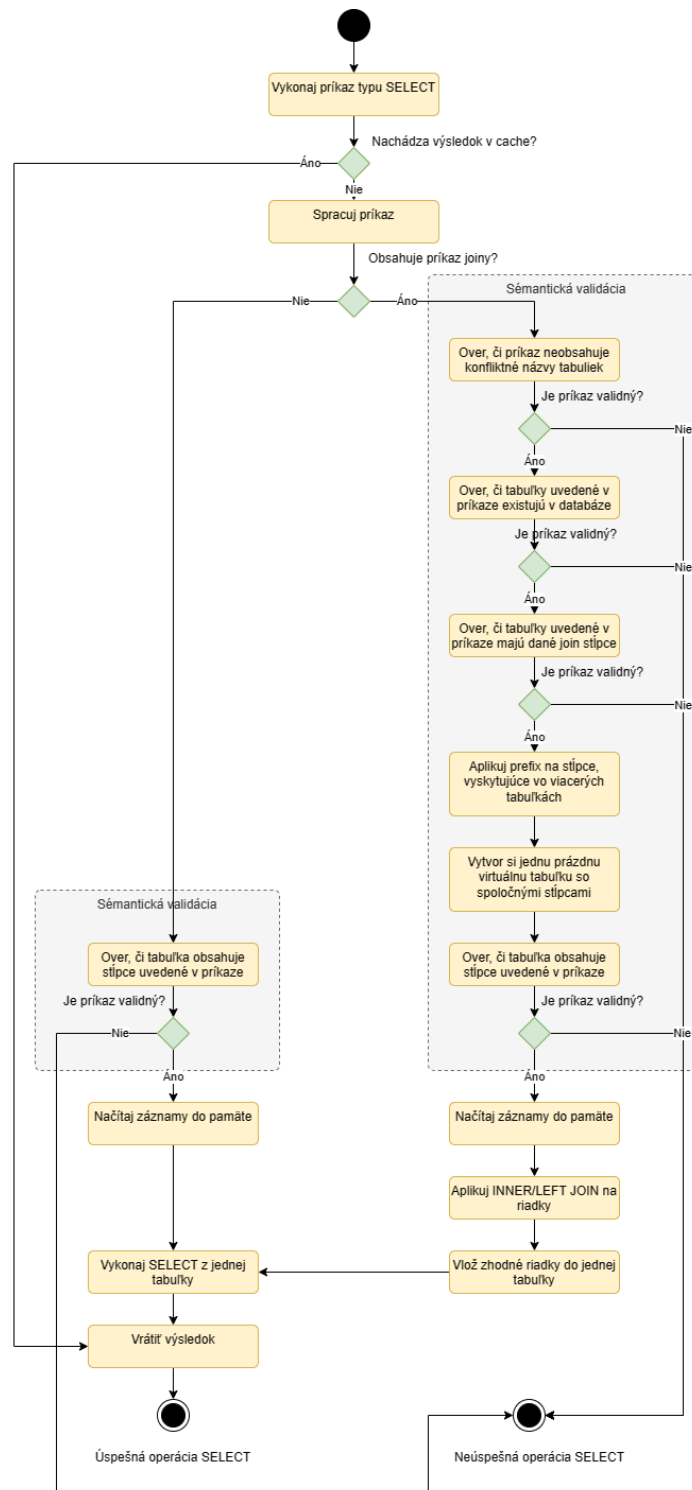 Vykonaj príkaz typu SELECT
Nachádza výsledok v cache?
Áno
Nie
Spracuj príkaz
Obsahuje príkaz joiny?
Nie
Áno
Sémantická validácia
Over, či príkaz neobsahuje
konfliktné názvy tabuliek
Je príkaz validný?
Nie
Áno
Over, či tabuľky uvedené v
príkaze existujú v databáze
Je príkaz validný?
Nie
Áno
Over, či tabuľky uvedené v
príkaze majú dané join stĺpce
Je príkaz validný?
Nie
Áno
Aplikuj prefix na stĺpce,
vyskytujúce vo viacerých
tabuľkách
Vytvor si jednu prázdnu
virtuálnu tabuľku so
spoločnými stĺpcami
Over, či tabuľka obsahuje
stĺpce uvedené v príkaze
Je príkaz validný?
Nie
Áno
Sémantická validácia
Over, či tabuľka obsahuje
stĺpce uvedené v príkaze
Je príkaz validný?
Nie
Áno
Načítaj záznamy do pamäte
Načítaj záznamy do pamäte
Aplikuj INNER/LEFT JOIN na
riadky
Vlož zhodné riadky do jednej
tabuľky
Vykonaj SELECT z jednej
tabuľky
Vrátiť výsledok
Úspešná operácia SELECT
Neúspešná operácia SELECT